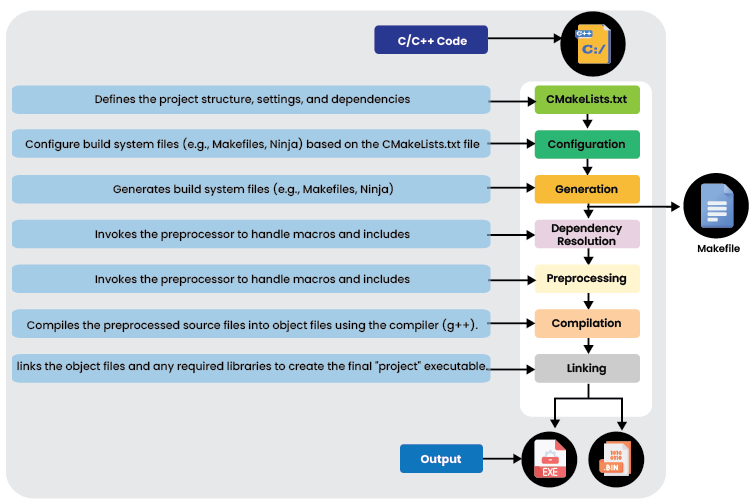 C/C++ Code
C++
C:/
Defines the project structure, settings, and dependencies
CMakeLists.txt
Configure build system files (e.g., Makefiles, Ninja) based on the CMakeLists.txt file
Configuration
Generates build system files (e.g., Makefiles, Ninja)
Generation
Makefile
Invokes the preprocessor to handle macros and includes
Dependency
Resolution
Invokes the preprocessor to handle macros and includes
Preprocessing
Compiles the preprocessed source files into object files using the compiler (g++).
Compilation
links the object files and any required libraries to create the final "project" executable.
Linking
Output
EXE
.BIN